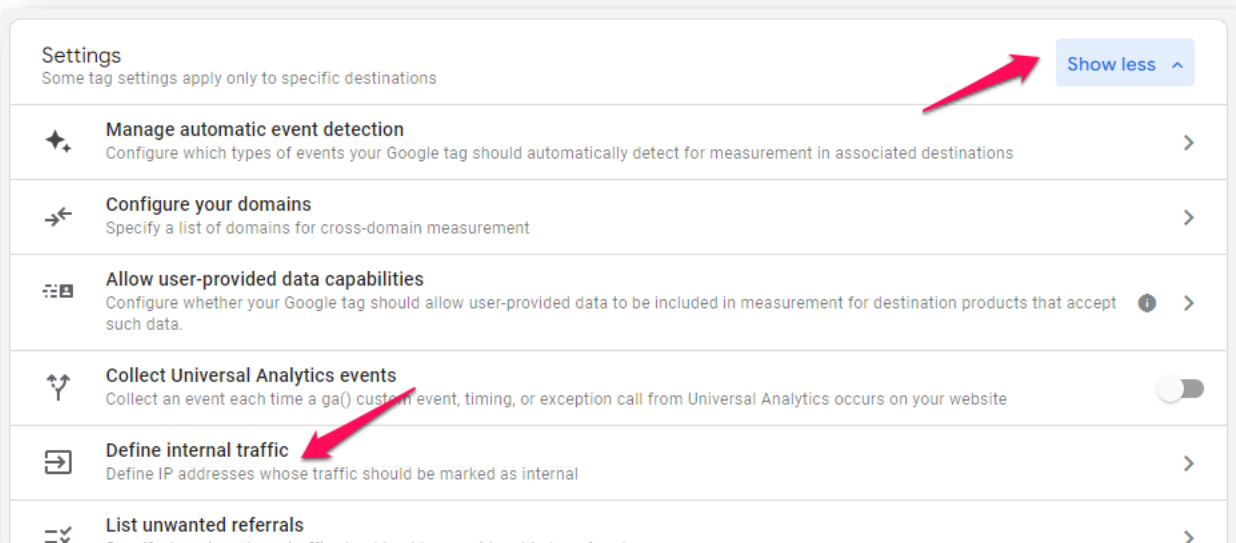 Settings
Some tag settings apply only to specific destinations
Show less
Manage automatic event detection
Configure which types of events your Google tag should automatically detect for measurement in associated destinations
Configure your domains
Specify a list of domains for cross-domain measurement
Allow user-provided data capabilities
Configure whether your Google tag should allow user-provided data to be included in measurement for destination products that accept
such data.
Collect Universal Analytics events
Collect an event each time a ga() custom event, timing, or exception call from Universal Analytics occurs on your website
Define internal traffic
Define IP addresses whose traffic should be marked as internal
List unwanted referrals